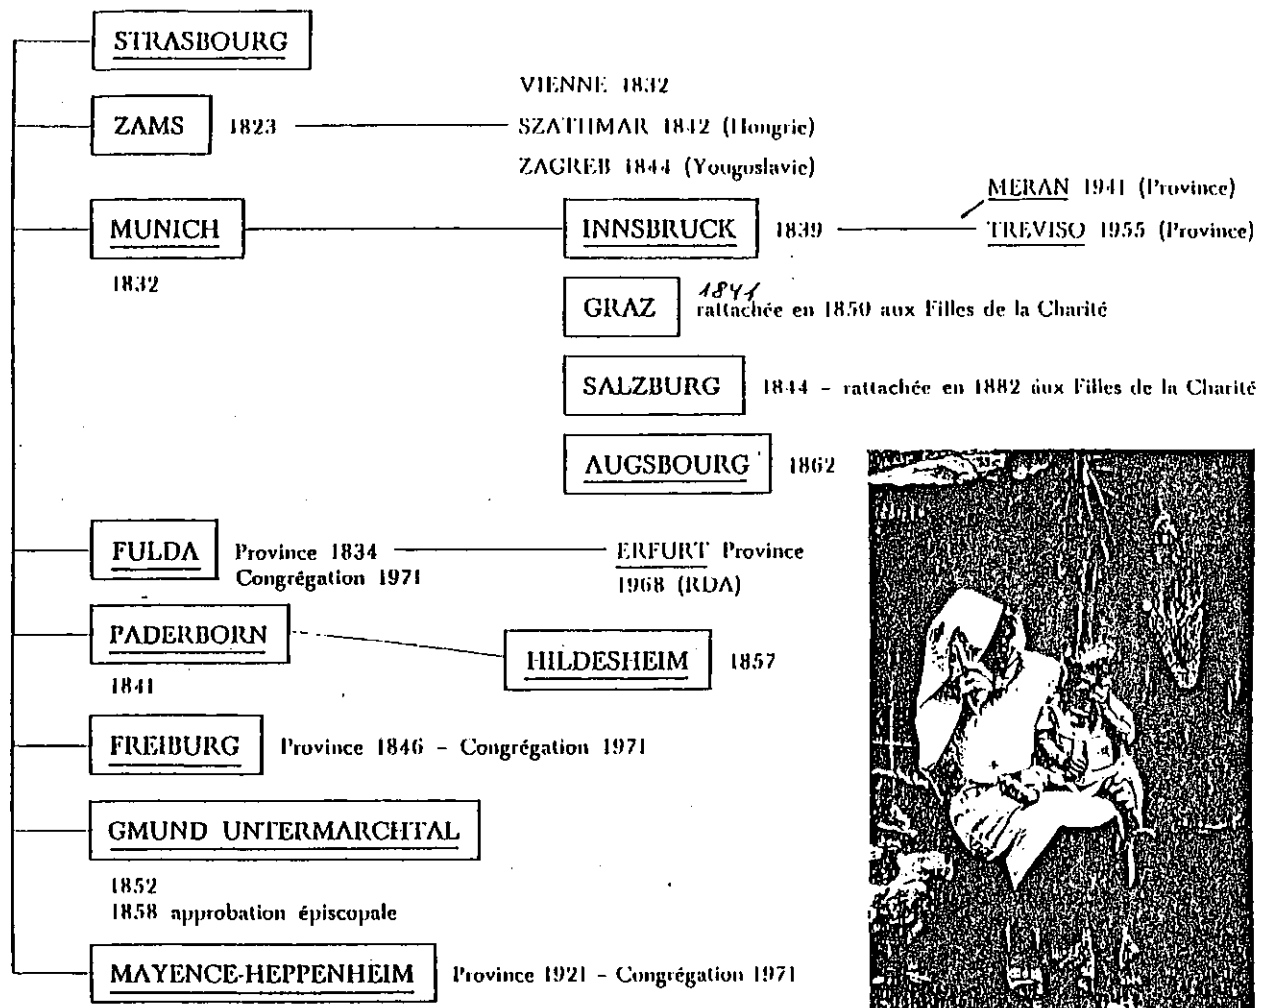 STRASBOURG
VIENNE 1832
ZAMS 1823
SZATHMAR 1842 (Hongrie)
ZAGREB 1844 (Yougoslavie)
MERAN 1941 (Province)
MUNICH
INNSBRUCK 1839
TREVISO 1955 (Province)
1832
1841
GRAZ rattachée en 1850 aux Filles de la Charité
SALZBURG 1844 - rattachée en 1882 aux Filles de la Charité
AUGSBOURG 1862
FULDA Province 1834
Congrégation 1971
ERFURT Province
1968 (RDA)
PADERBORN
1841
HILDESHEIM 1857
FREIBURG Province 1846 - Congrégation 1971
GMUND UNTERMARCHTAL
1852
1858 approbation épiscopale
MAYENCE-HEPPENHEIM Province 1921 - Congrégation 1971